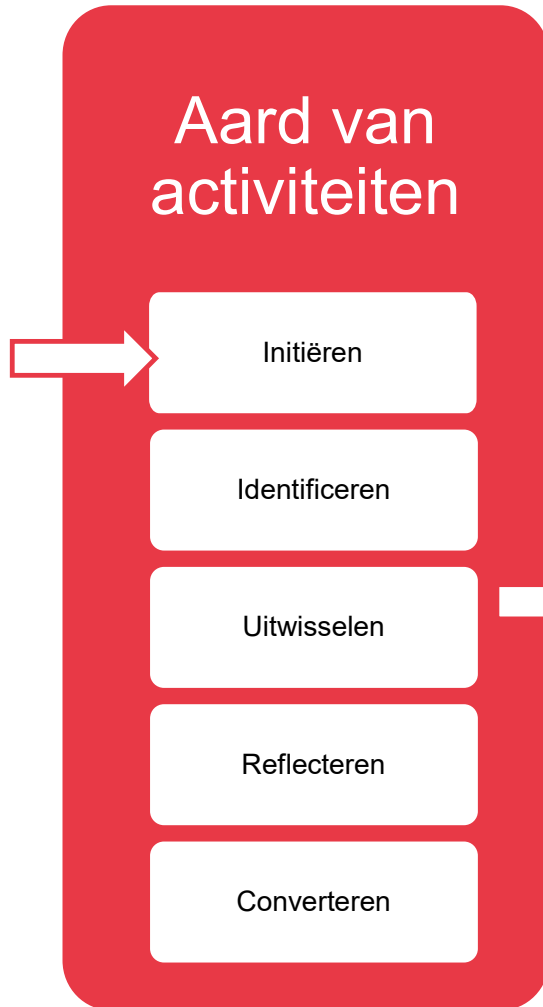 Aard van
activiteiten
Initiëren
Identificeren
Uitwisselen
Reflecteren
Converteren